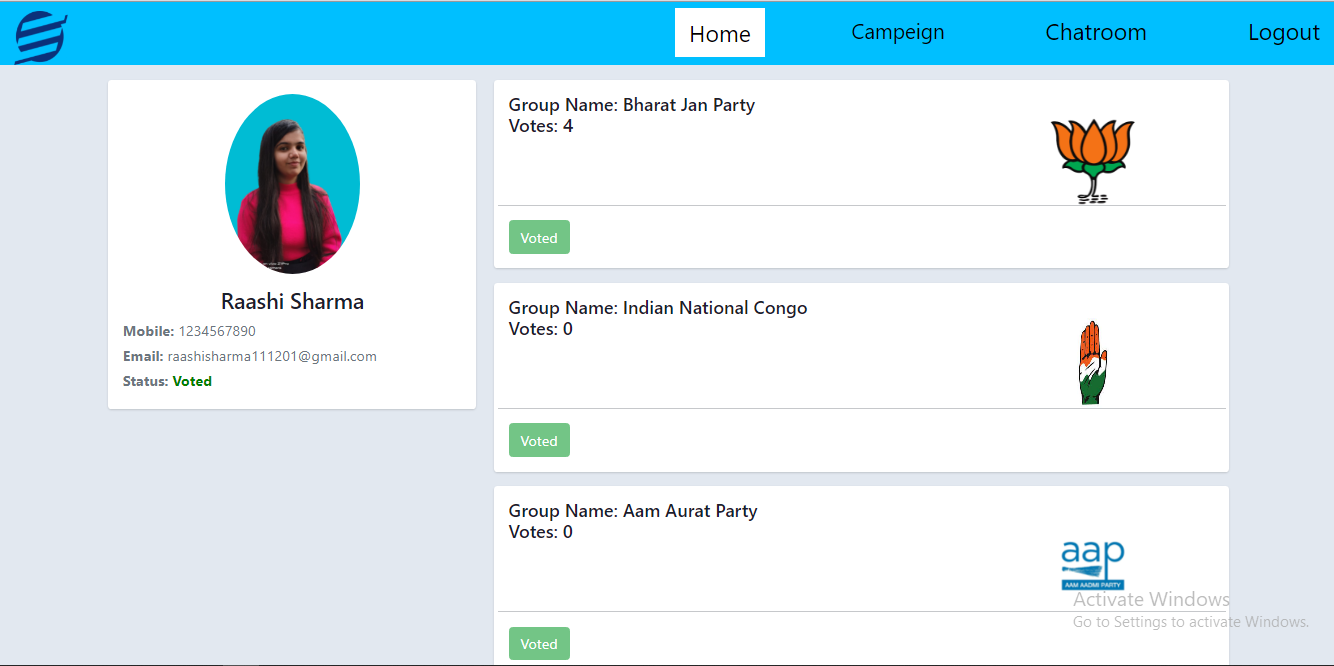 Home
Campeign
Chatroom
Logout
Raashi Sharma
Mobile: 1234567890
Email: raashisharma111201@gmail.com
Status: Voted
Group Name: Bharat Jan Party
Votes: 4
Voted
Group Name: Indian National Congo
Votes: 0
Voted
Group Name: Aam Aurat Party
Votes: 0
aap
AAM AADMI PARTY
Voted
Activate Windows
Go to Settings to activate Windows.